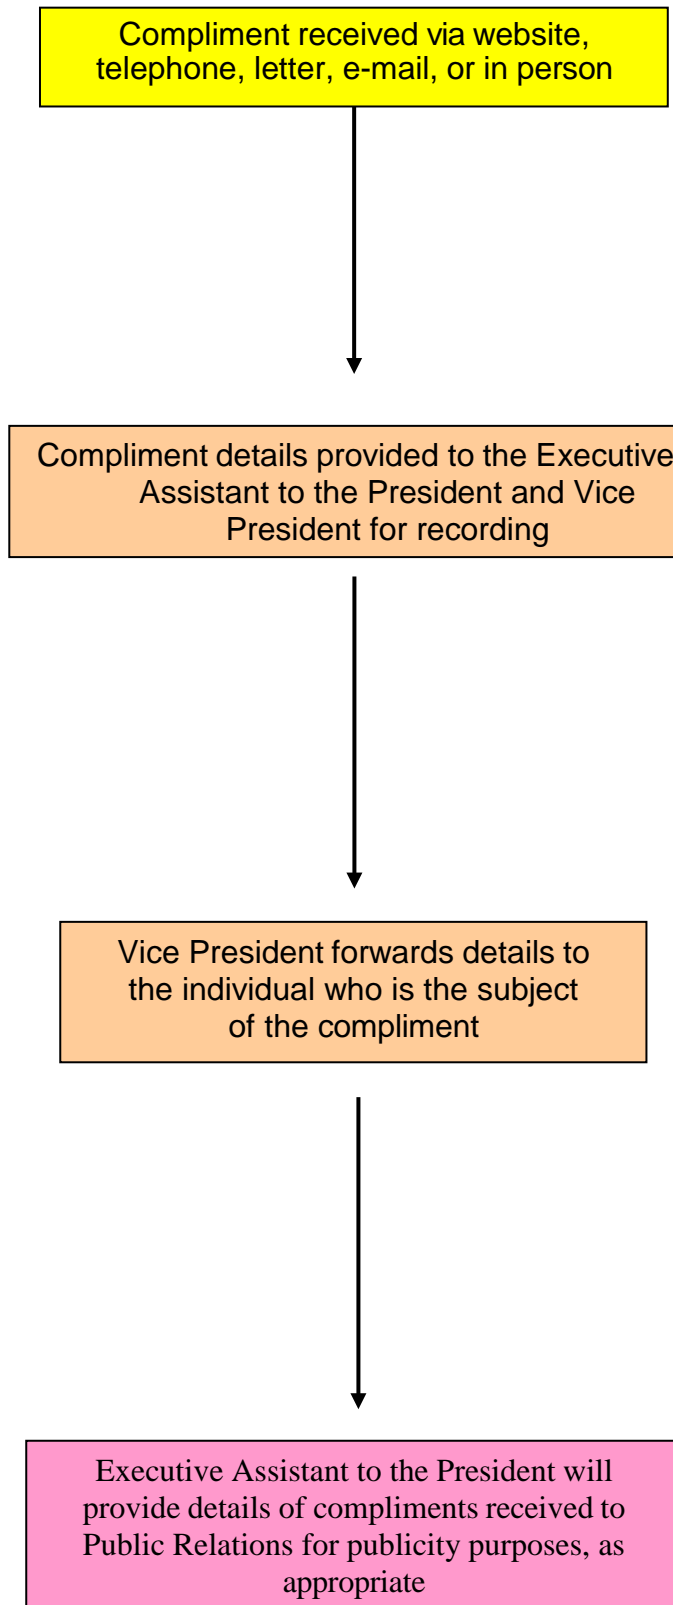 Compliment received via website,
telephone, letter, e-mail, or in person
Compliment details provided to the Executive
Assistant to the President and Vice
President for recording
Vice President forwards details to
the individual who is the subject
of the compliment
Executive Assistant to the President will
provide details of compliments received to
Public Relations for publicity purposes, as
appropriate